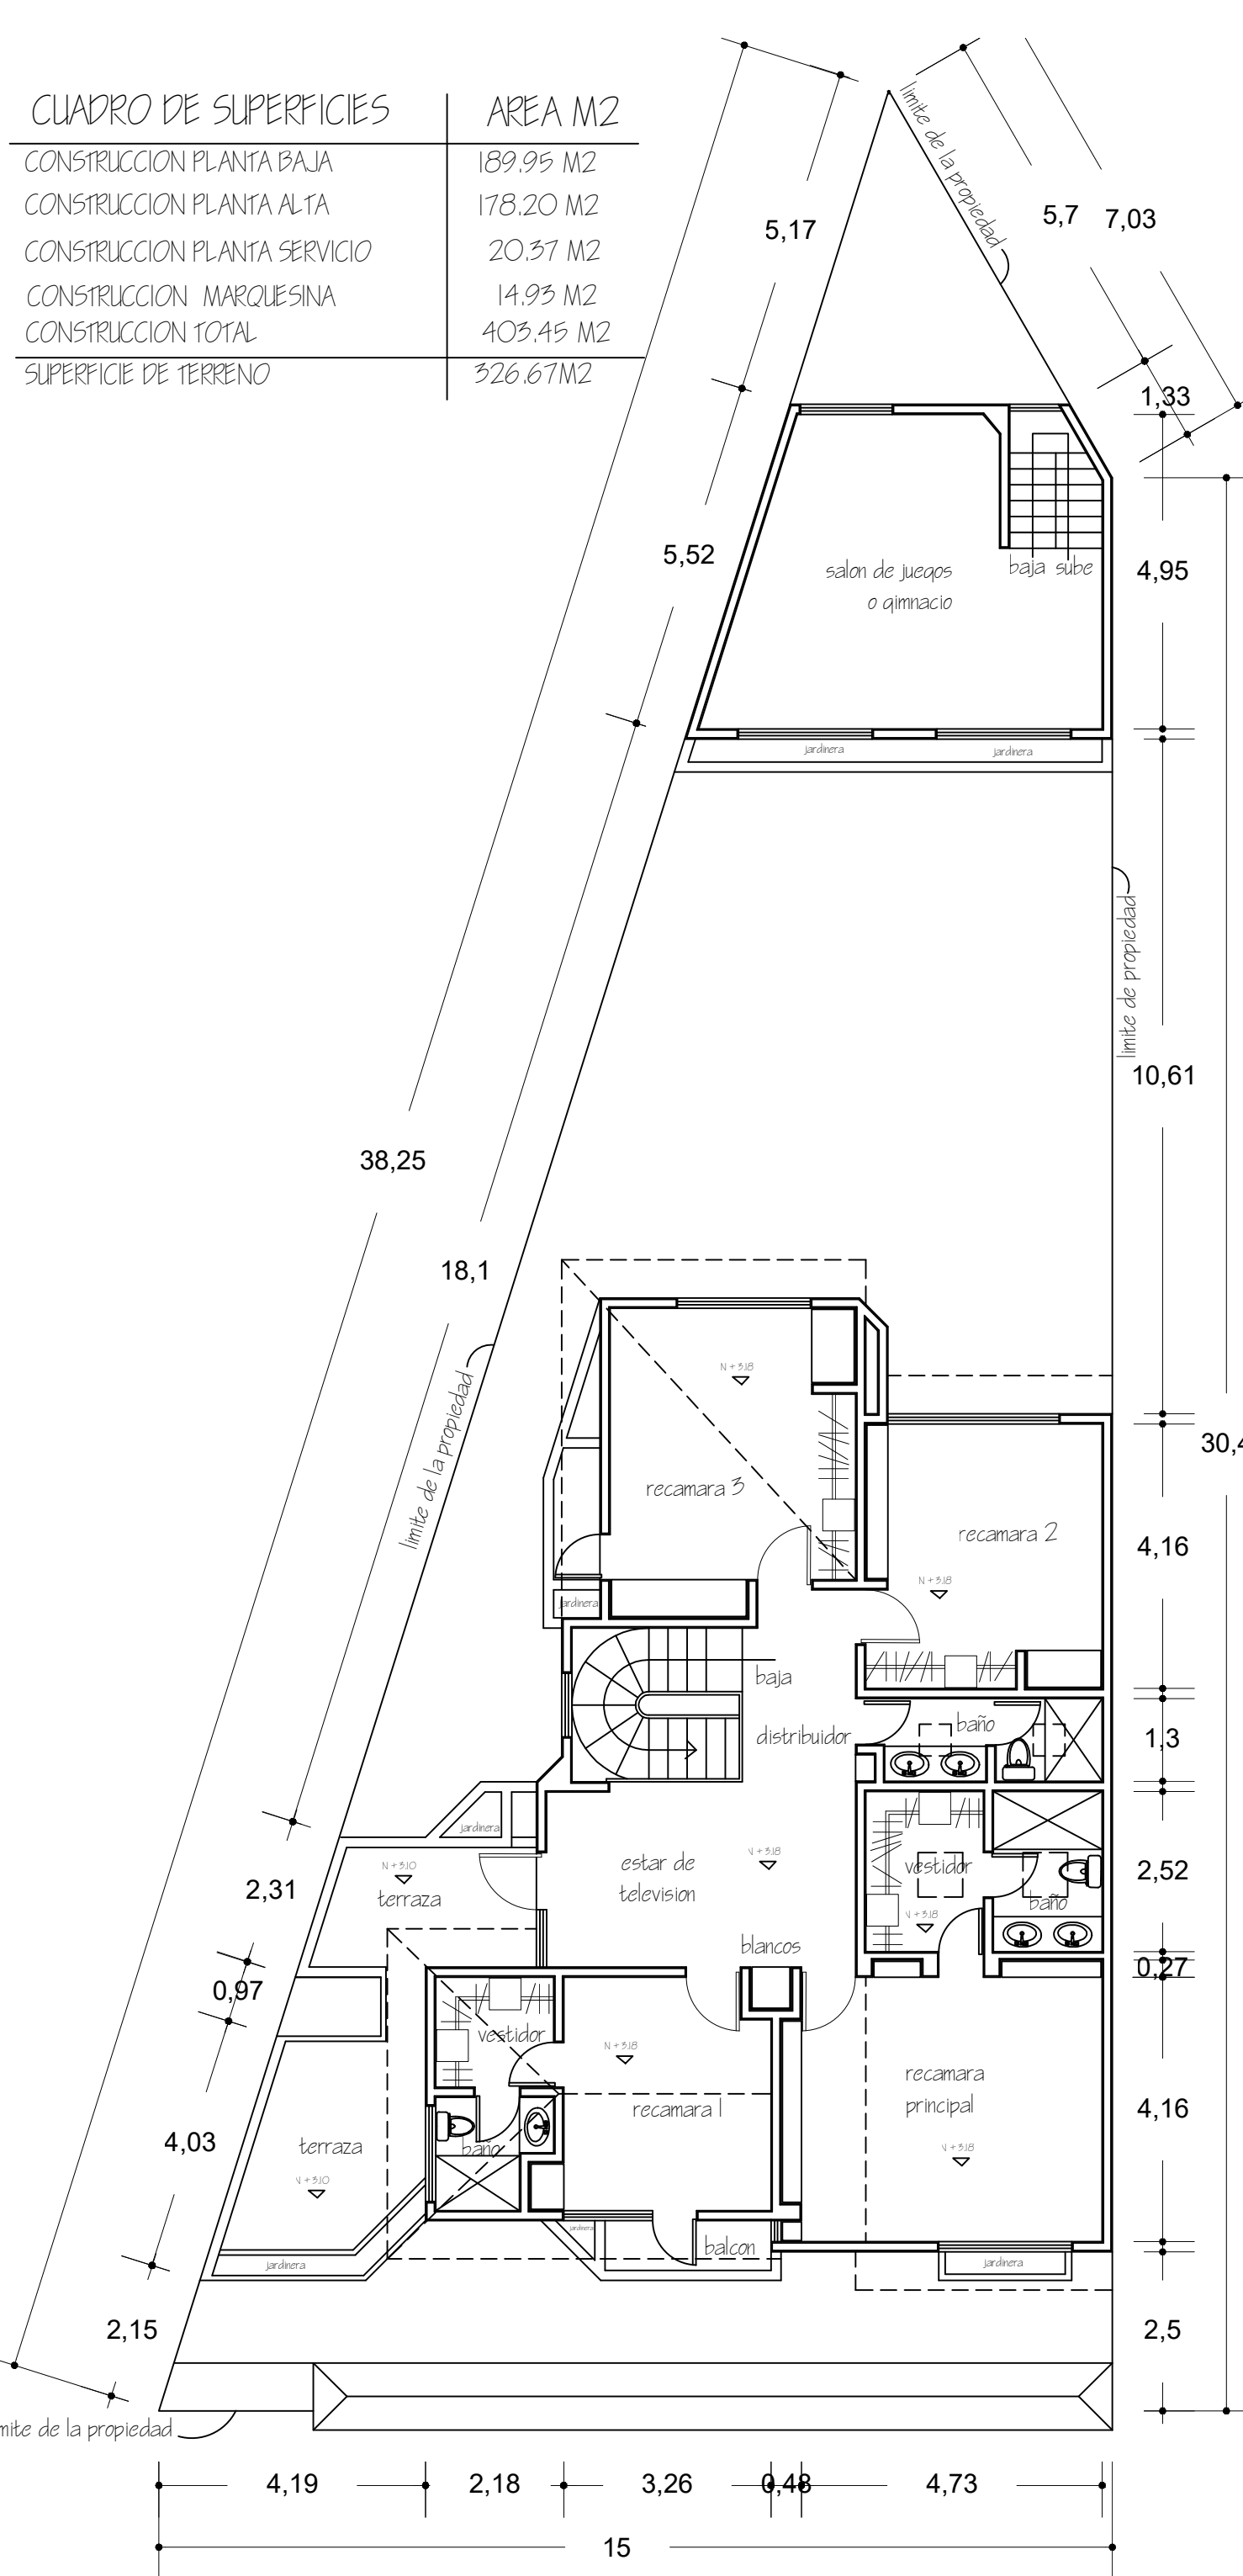 CUADRO DE SUPERFICIES AREA M2
CONSTRUCCION PLANTA BAJA 189.95 M2
CONSTRUCCION PLANTA ALTA 178.20 M2
CONSTRUCCION PLANTA SERVICIO 20.37 M2
CONSTRUCCION MARQUESINA 14.93 M2
CONSTRUCCION TOTAL 403.45 M2
SUPERFICIE DE TERRENO 326.67M2
limite de la propiedad
5,17
5,7
7,03
1,33
5,52
salon de juegos
o gimnacio
baja sube
4,95
jardinera
jardinera
limite de propiedad
10,61
38,25
18,1
limite de la propiedad
N + 3.18
recamara 3
30,4
recamara 2
4,16
N + 3.18
jardinera
baja
distribuidor
baño
1,3
jardinera
N + 3.10
terraza
estar de
television
N + 3.18
vestidor
N + 3.18
baño
2,52
2,31
blancos
0,27
0,97
vestidor
N + 3.18
recamara 1
recamara
principal
N + 3.18
4,16
4,03
terraza
N + 3.10
baño
jardinera
jardinera
balcon
jardinera
2,15
2,5
mite de la propiedad
4,19
2,18
3,26
0,48
4,73
15